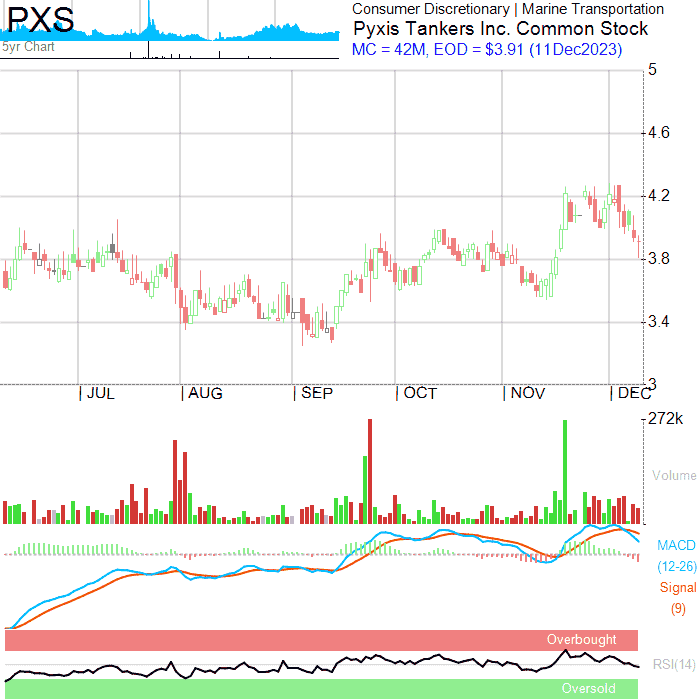 PXS
5yr Chart
Consumer Discretionary | Marine Transportation
Pyxis Tankers Inc. Common Stock
MC = 42M, EOD = $3.91 (11Dec2023)
5
4.6
4.2
3.8
3.4
3
JUL AUG SEP OCT NOV DEC
272k
Volume
MACD
(12-26)
Signal
(9)
Overbought
RSI(14)
Oversold